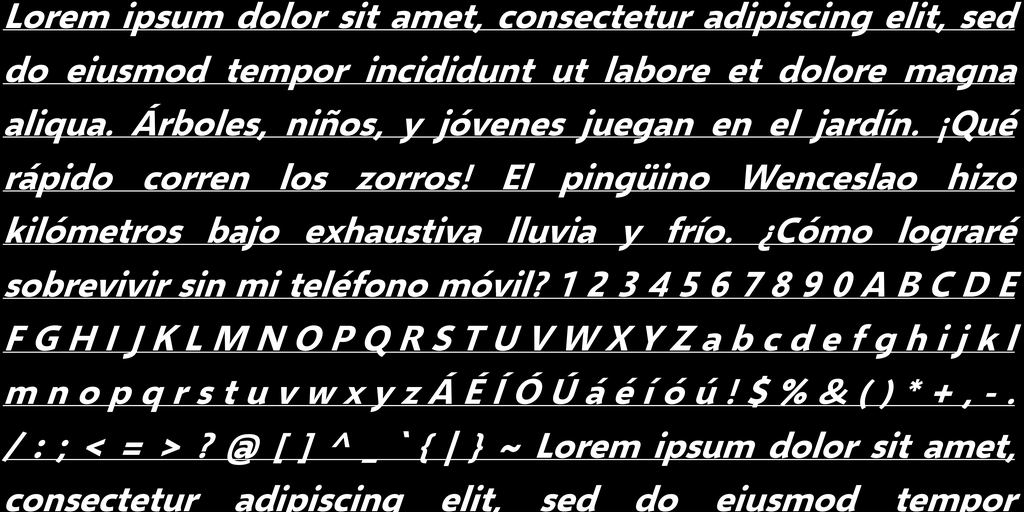 Lorem ipsum dolor sit amet, consectetur adipiscing elit, sed
do eiusmod tempor incididunt ut labore et dolore magna
aliqua. Árboles, niños, y jóvenes juegan en el jardín. ¡Qué
rápido corren los zorros! El pingüino Wenceslao hizo
kilómetros bajo exhaustiva lluvia y frío. ¿Cómo lograré
sobrevivir sin mi teléfono móvil? 1 2 3 4 5 6 7 8 9 0 A B C D E
F G H I J K L M N O P Q R S T U V W X Y Z a b c d e f g h i j k l
m n o p q r s t u v w x y z Á É Í Ó Ú á é í ó ú ! $ % & ( ) * + , - .
/ : ; < = > ? @ [ ] ^ _ ` { | } ~ Lorem ipsum dolor sit amet,
consectetur adipiscing elit, sed do eiusmod tempor